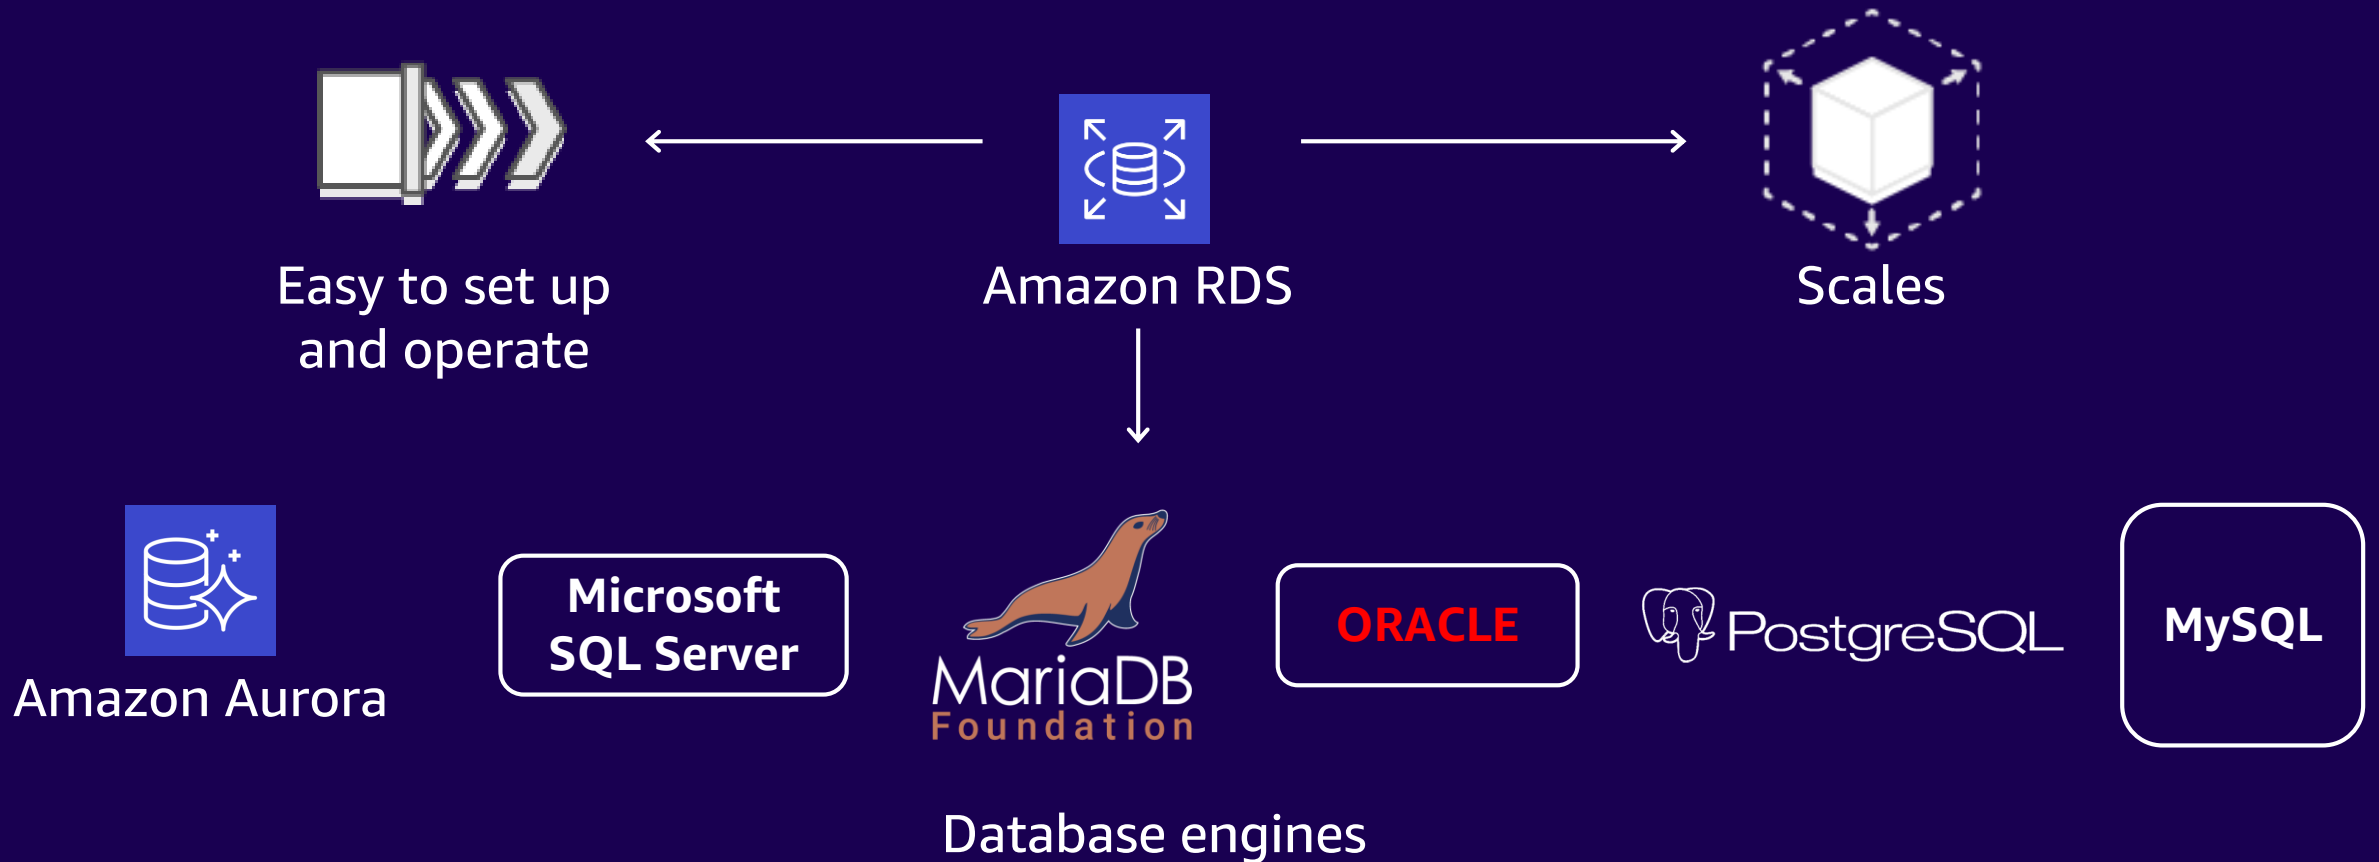 Easy to set up
and operate
Amazon RDS
Scales
Amazon Aurora
Microsoft
SQL Server
MariaDB
Foundation
ORACLE
PostgreSQL
MySQL
Database engines